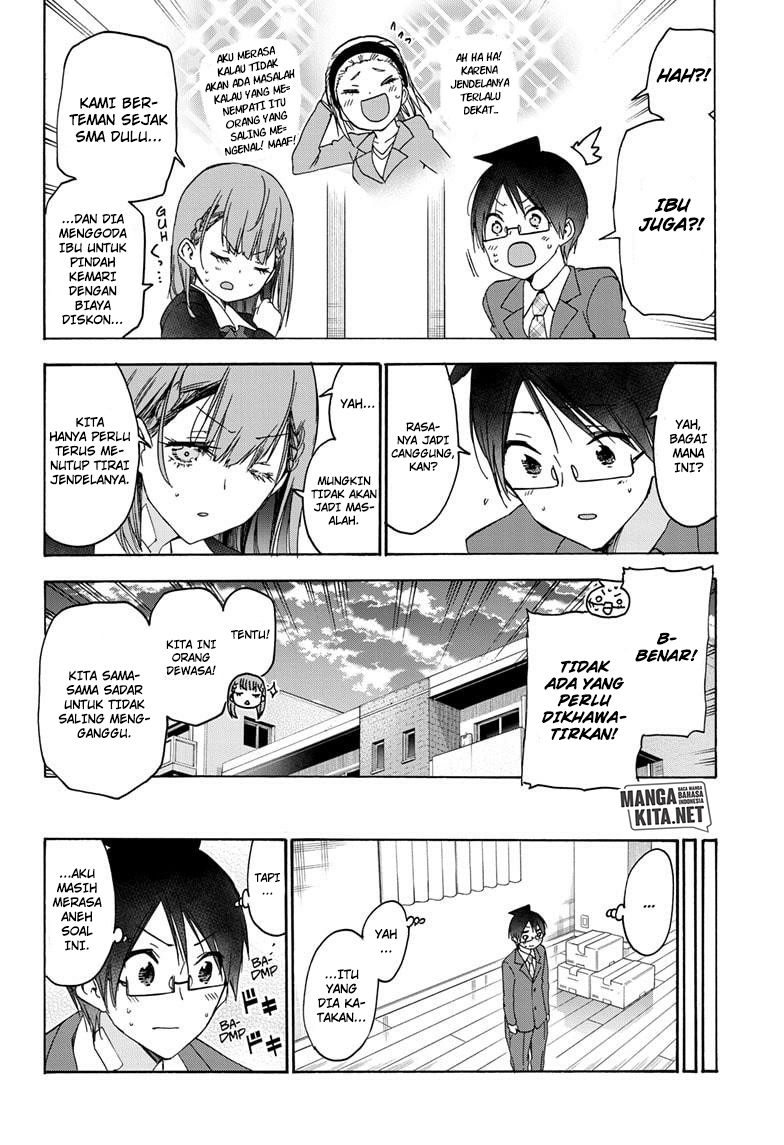 HAH?!
IBU
JUGA?!
AH HA HA!
KARENA
JENDELANYA
TERLALU
DEKAT...
AKU MERASA
KALAU TIDAK
AKAN ADA MASALAH
KALAU YANG ME-
NEMPATI ITU
ORANG YANG
SALING ME-
NGENAL! MAAF!
KAMI BER-
TEMAN SEJAK
SMA DULU...
...DAN DIA
MENGGODA
IBU UNTUK
PINDAH
KEMARI
DENGAN
BIAYA
DISKON...
GUH
YAH,
BAGAI
MANA
INI?
RASA-
NYA JADI
CANGGUNG,
KAN?
YAH...
MUNGKIN
TIDAK AKAN
JADI MAS-
ALAH.
KITA
HANYA PERLU
TERUS ME-
NUTUP TIRAI
JENDELANYA.
B-
BENAR!
TIDAK
ADA YANG
PERLU
DIKHAWA-
TIRKAN!
TENTU!
KITA INI
ORANG
DEWASA!
KITA SAMA-
SAMA SADAR
UNTUK TIDAK
SALING MENG-
GANGGU.
MANGA
KITA.NET
BACA MANGA
BAHASA
INDONESIA
...
YAH
...
...ITU
YANG
DIA KA-
TAKAN.
TAPI
...
...AKU
MASIH
MERASA
ANEH
SOAL
INI.
BA-
DMP
ドキ
BA-
DMP
ドキ